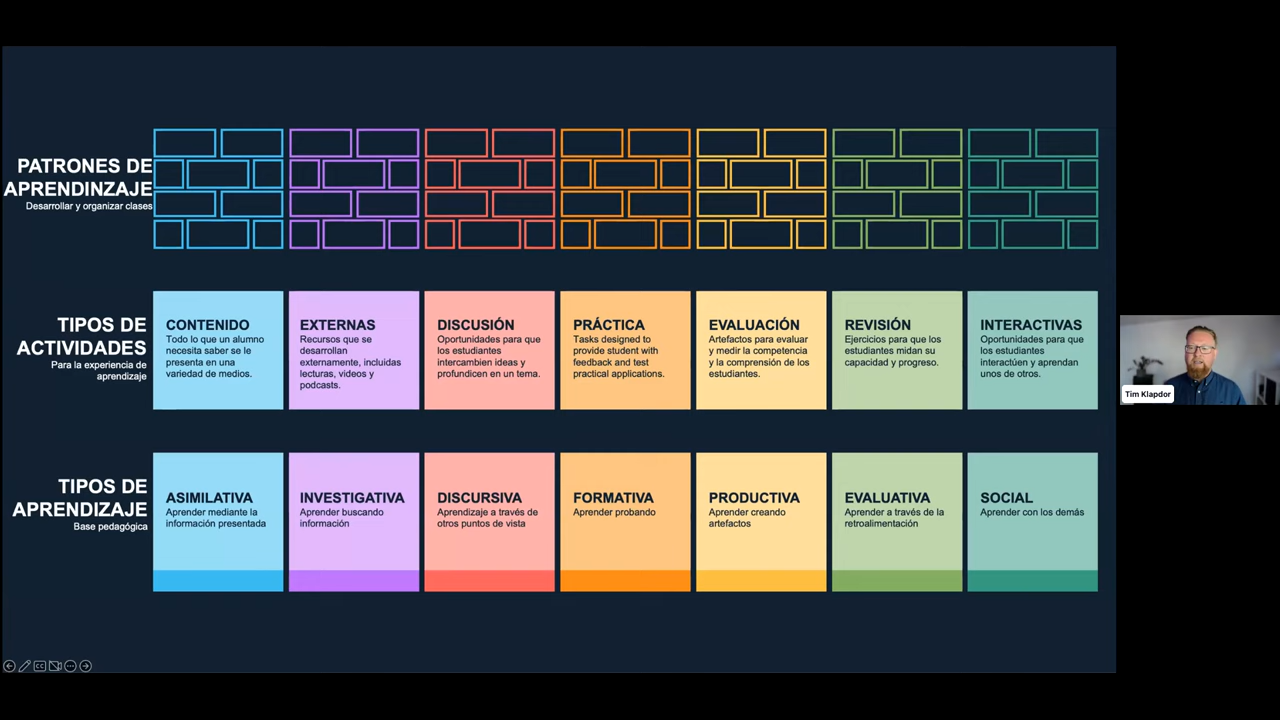 PATRONES DE
APRENDINZAJE
Desarrollar y organizar clases
TIPOS DE
ACTIVIDADES
Para la experiencia de
aprendizaje
CONTENIDO
Todo lo que un alumno
necesita saber se le
presenta en una
variedad de medios.
EXTERNAS
Recursos que se
desarrollan
externamente, incluidas
lecturas, videos y
podcasts.
DISCUSIÓN
Oportunidades para que
los estudiantes
intercambien ideas y
profundicen en un tema.
PRÁCTICA
Tasks designed to
provide student with
feedback and test
practical applications.
EVALUACIÓN
Artefactos para evaluar
y medir la competencia
y la comprensión de los
estudiantes.
REVISIÓN
Ejercicios para que los
estudiantes midan su
capacidad y progreso.
INTERACTIVAS
Oportunidades para que
los estudiantes
interactúen y aprendan
unos de otros.
TIPOS DE
APRENDIZAJE
Base pedagógica
ASIMILATIVA
Aprender mediante la
información presentada
INVESTIGATIVA
Aprender buscando
información
DISCURSIVA
Aprendizaje a través de
otros puntos de vista
FORMATIVA
Aprender probando
PRODUCTIVA
Aprender creando
artefactos
EVALUATIVA
Aprender a través de la
retroalimentación
SOCIAL
Aprender con los demás
Tim Klapdor
CC